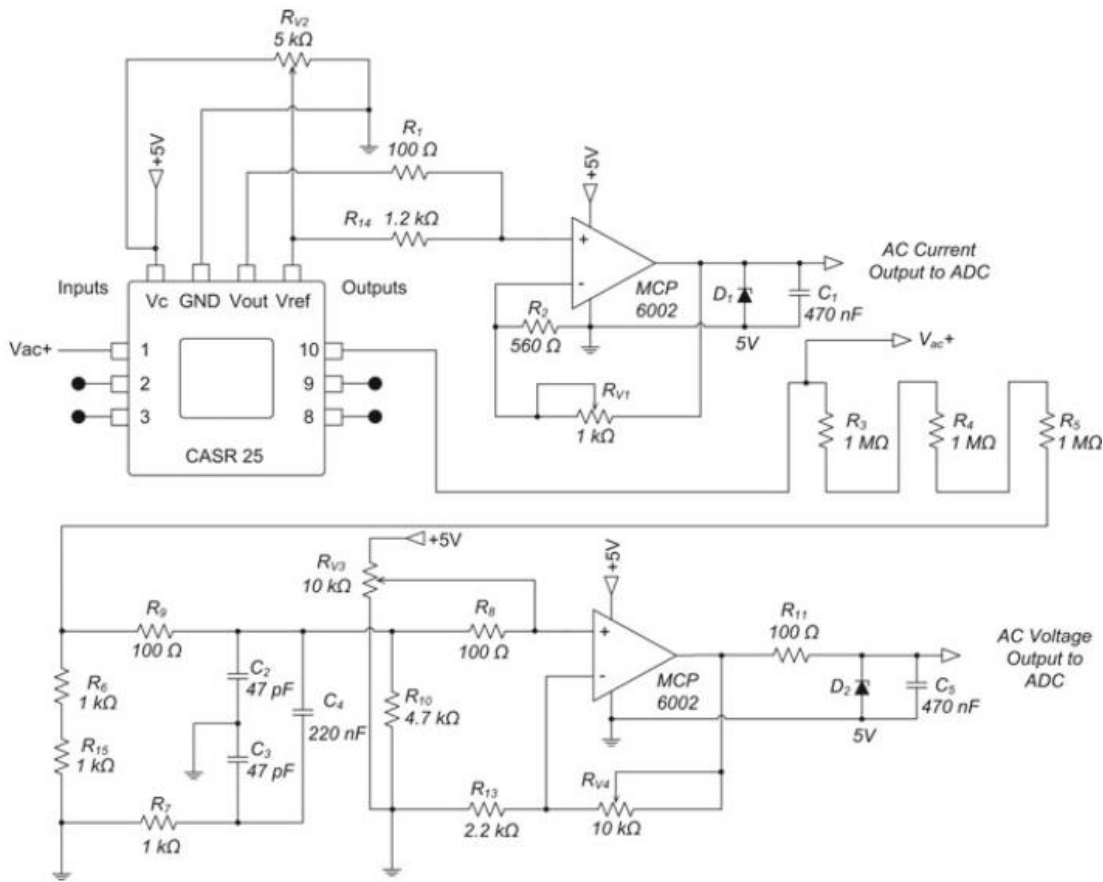 RV2
5 kΩ
+5V
R1
100 Ω
R14 1.2 kΩ
+5V
Inputs
Outputs
Vc GND Vout Vref
Vac+
1
10
2
9
3
8
CASR 25
+
-
MCP
6002
R2
560 Ω
RV1
1 kΩ
D1
5V
C1
470 nF
AC Current
Output to ADC
Vac+
R3
1 MΩ
R4
1 MΩ
R5
1 MΩ
+5V
RV3
10 kΩ
+5V
R9
100 Ω
R8
100 Ω
R6
1 kΩ
R15
1 kΩ
R7
1 kΩ
C2
47 pF
C3
47 pF
C4
220 nF
R10
4.7 kΩ
+
-
MCP
6002
R13
2.2 kΩ
RV4
10 kΩ
R11
100 Ω
D2
5V
C5
470 nF
AC Voltage
Output to
ADC